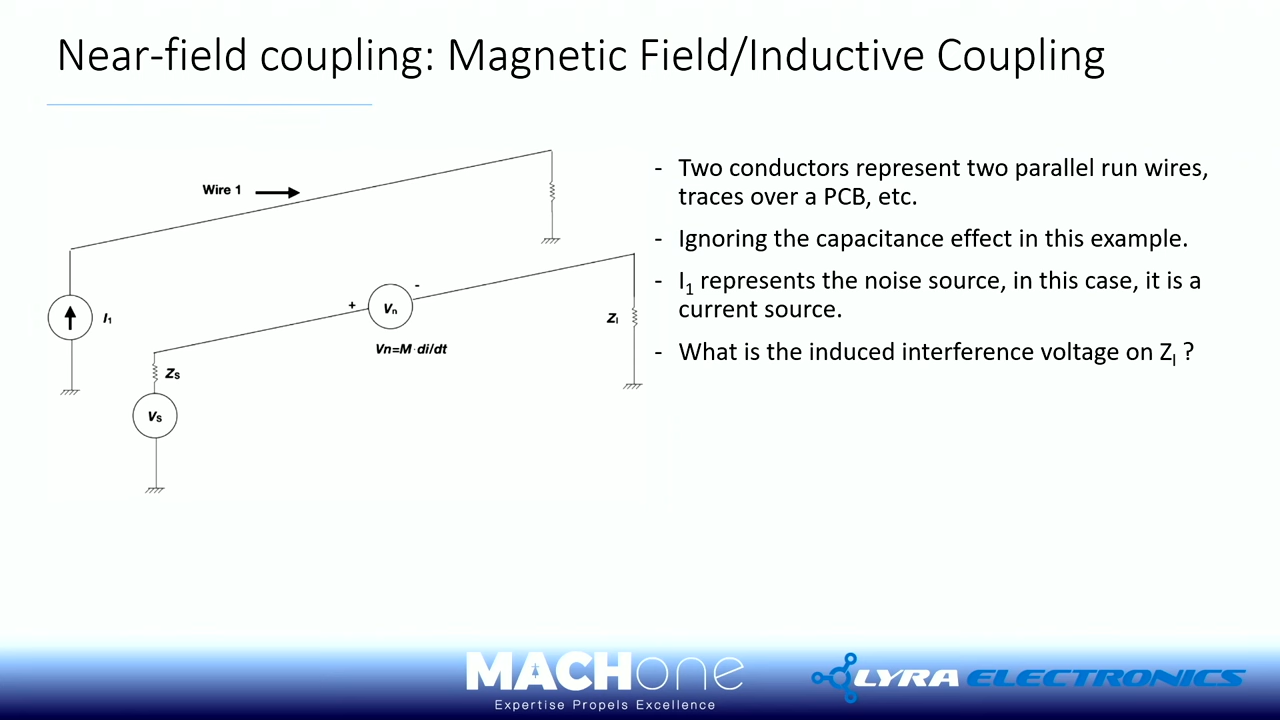 Near-field coupling: Magnetic Field/Inductive Coupling
Wire 1
I₁
+
Vn
-
Vn=M·di/dt
Zs
Vs
Zl
- Two conductors represent two parallel run wires,
traces over a PCB, etc.
- Ignoring the capacitance effect in this example.
- I₁ represents the noise source, in this case, it is a
current source.
- What is the induced interference voltage on Zl ?
MACHone
Expertise Propels Excellence
LYRA ELECTRONICS